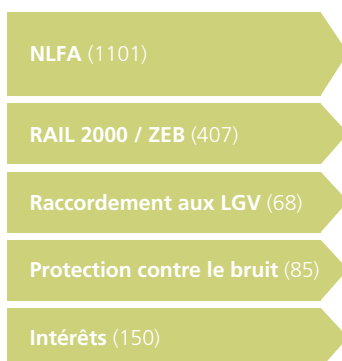 NLFA (1101)
RAIL 2000 / ZEB (407)
Raccordement aux LGV (68)
Protection contre le bruit (85)
Intérêts (150)